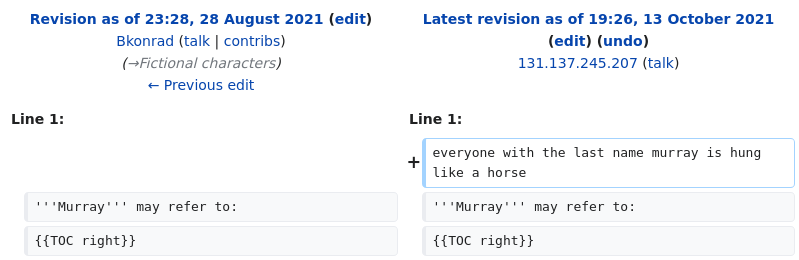 Revision as of 23:28, 28 August 2021 (edit)
Bkonrad (talk | contribs)
(→Fictional characters)
← Previous edit
Latest revision as of 19:26, 13 October 2021
(edit) (undo)
131.137.245.207 (talk)
Line 1:
Line 1:
+ everyone with the last name murray is hung
like a horse
'''Murray''' may refer to:
'''Murray''' may refer to:
{{TOC right}}
{{TOC right}}